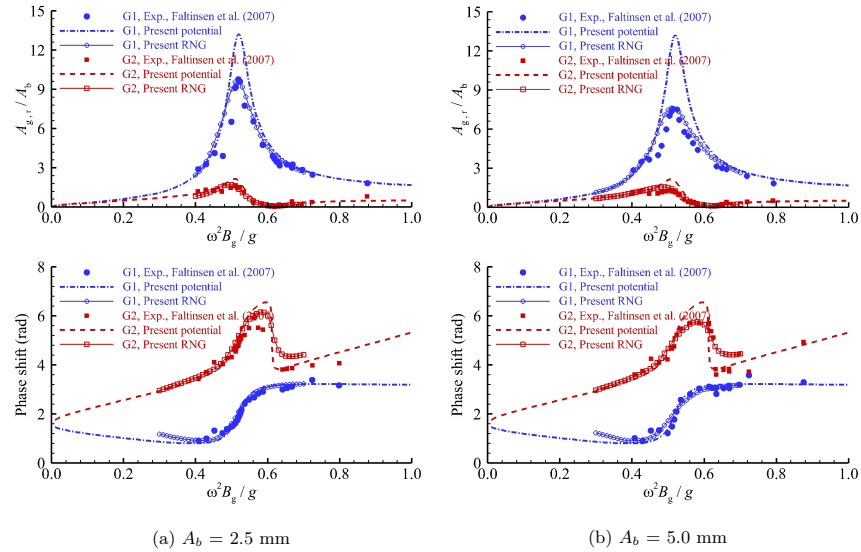 G1, Exp., Faltinsen et al. (2007)
G1, Present potential
G1, Present RNG
G2, Exp., Faltinsen et al. (2007)
G2, Present potential
G2, Present RNG
A_{g,r} / A_b
15
12
9
6
3
0
0.0 0.2 0.4 0.6 0.8 1.0
ω²B_g / g
G1, Exp., Faltinsen et al. (2007)
G1, Present potential
G1, Present RNG
G2, Exp., Faltinsen et al. (2007)
G2, Present potential
G2, Present RNG
A_{g,r} / A_b
15
12
9
6
3
0
0.0 0.2 0.4 0.6 0.8 1.0
ω²B_g / g
G1, Exp., Faltinsen et al. (2007)
G1, Present potential
G1, Present RNG
G2, Exp., Faltinsen et al. (2007)
G2, Present potential
G2, Present RNG
Phase shift (rad)
8
6
4
2
0
0.0 0.2 0.4 0.6 0.8 1.0
ω²B_g / g
G1, Exp., Faltinsen et al. (2007)
G1, Present potential
G1, Present RNG
G2, Exp., Faltinsen et al. (2007)
G2, Present potential
G2, Present RNG
Phase shift (rad)
8
6
4
2
0
0.0 0.2 0.4 0.6 0.8 1.0
ω²B_g / g
(a) A_b = 2.5 mm
(b) A_b = 5.0 mm